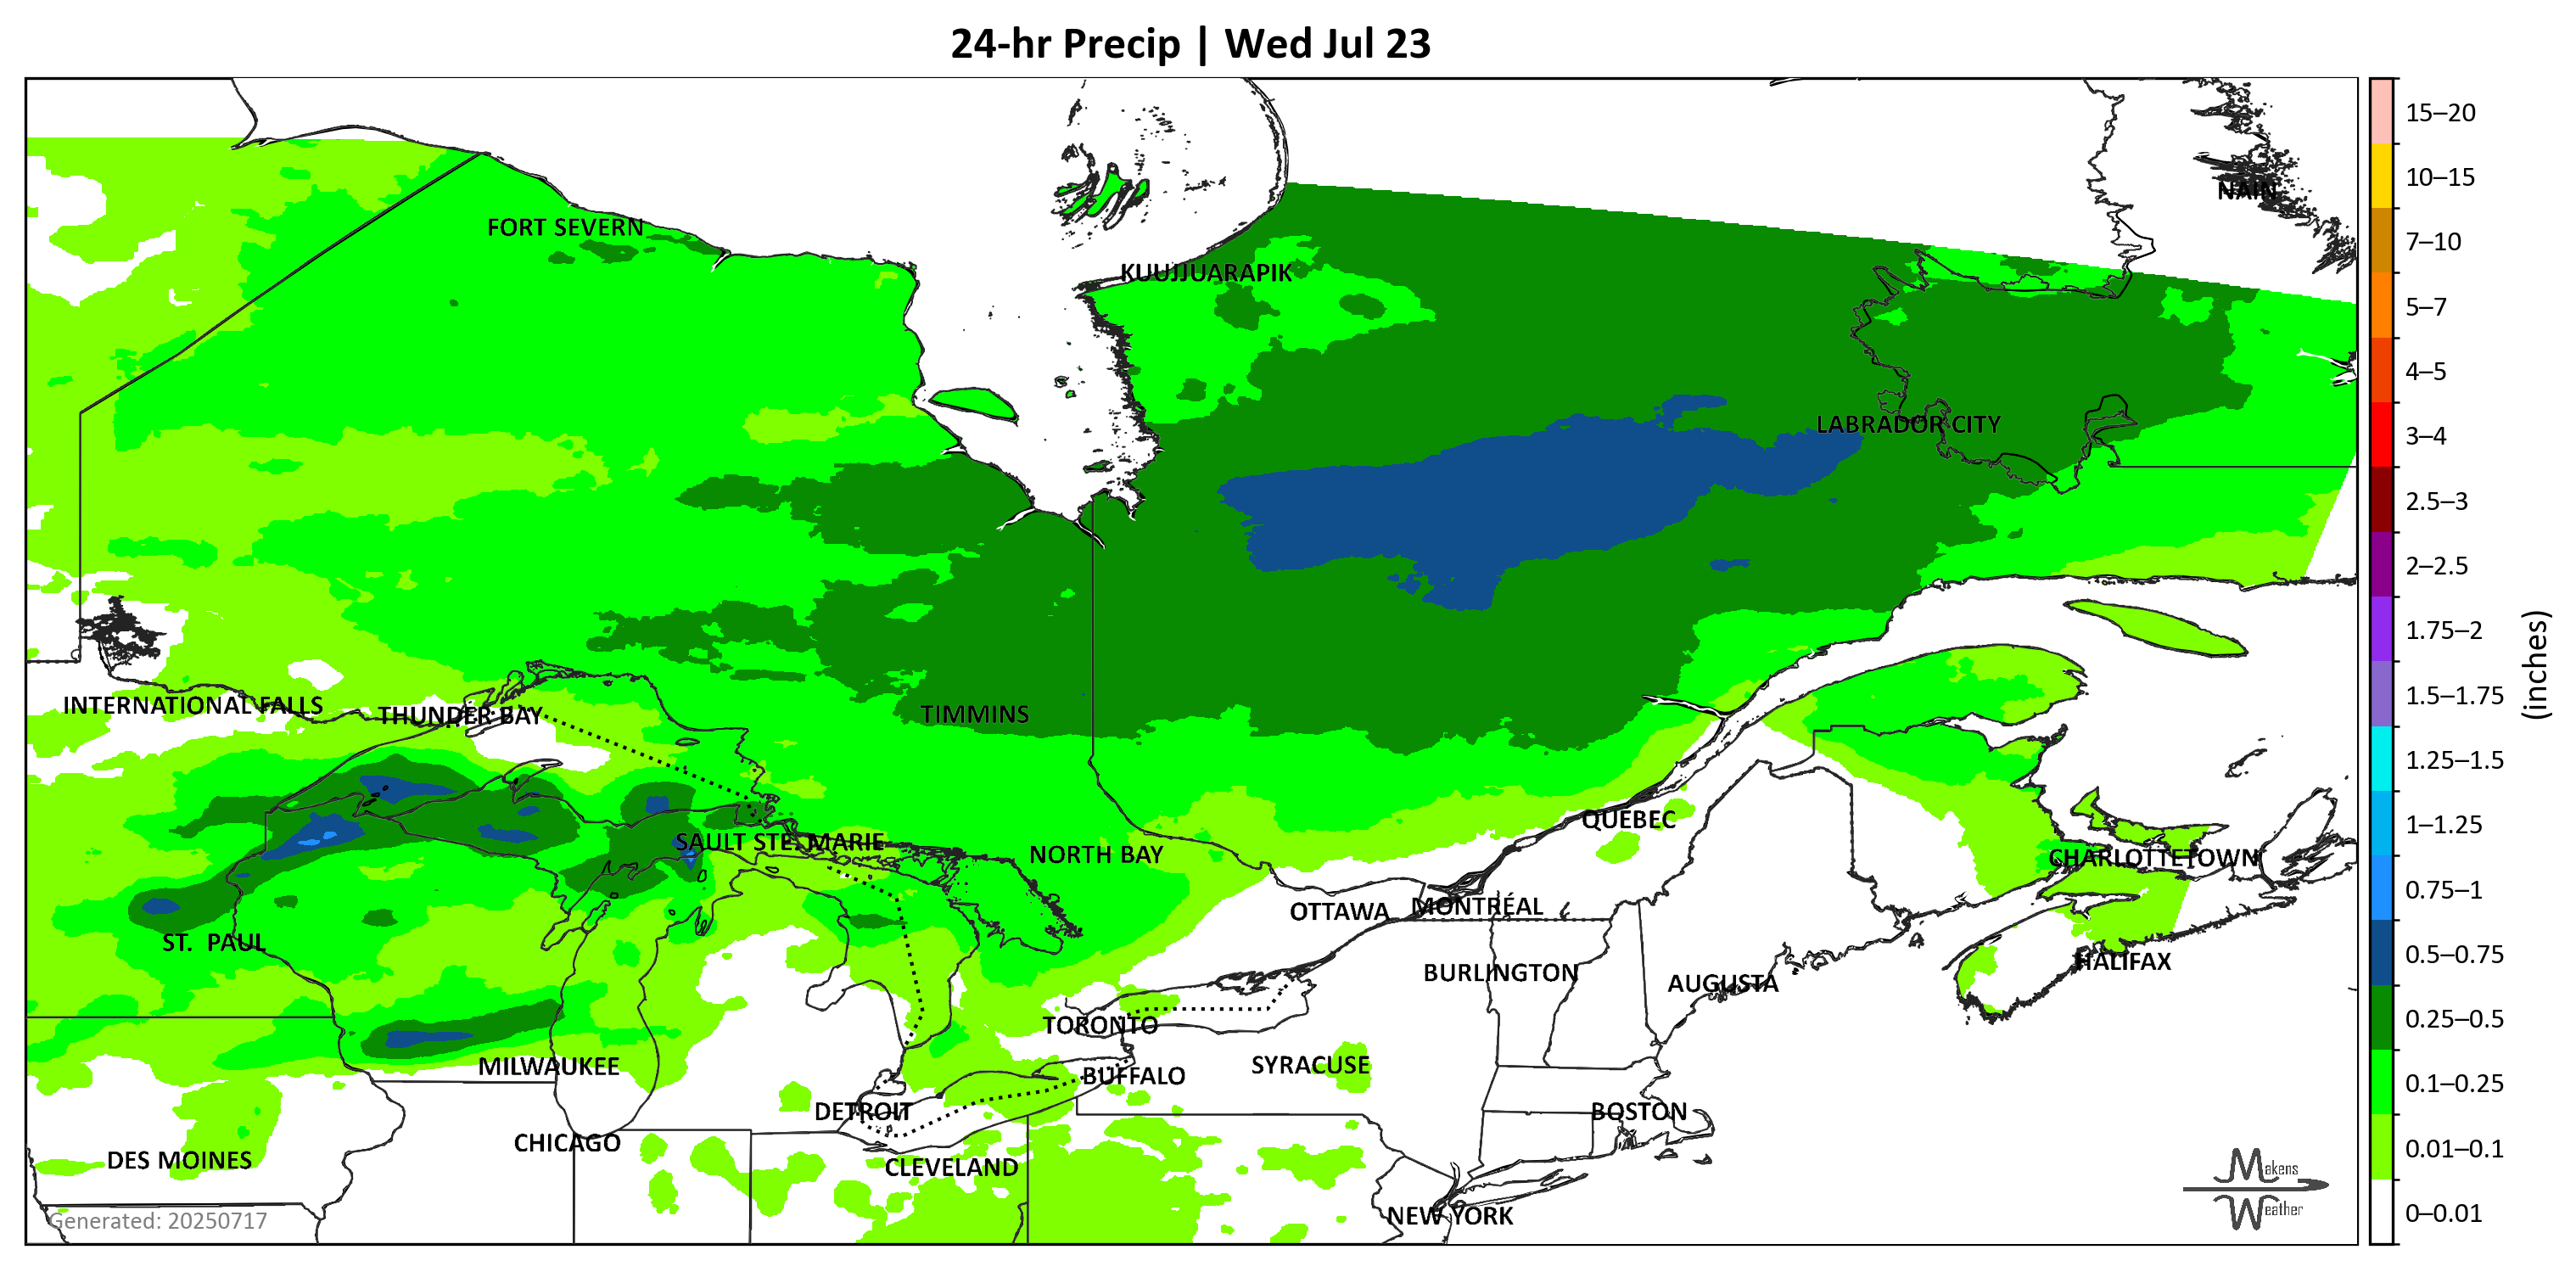 24-hr Precip | Wed Jul 23
NAIN
FORT SEVERN
KUUJJUARAPIK
LABRADOR CITY
INTERNATIONAL FALLS
THUNDER BAY
TIMMINS
QUEBEC
SAULT STE. MARIE
NORTH BAY
CHARLOTTETOWN
OTTAWA
MONTRÉAL
ST. PAUL
HALIFAX
BURLINGTON
AUGUSTA
TORONTO
MILWAUKEE
SYRACUSE
BUFFALO
DETROIT
BOSTON
CHICAGO
DES MOINES
CLEVELAND
NEW YORK
Generated: 20250717
Makens
Weather
15–20
10–15
7–10
5–7
4–5
3–4
2.5–3
2–2.5
1.75–2
1.5–1.75
1.25–1.5
1–1.25
0.75–1
0.5–0.75
0.25–0.5
0.1–0.25
0.01–0.1
0–0.01
(inches)